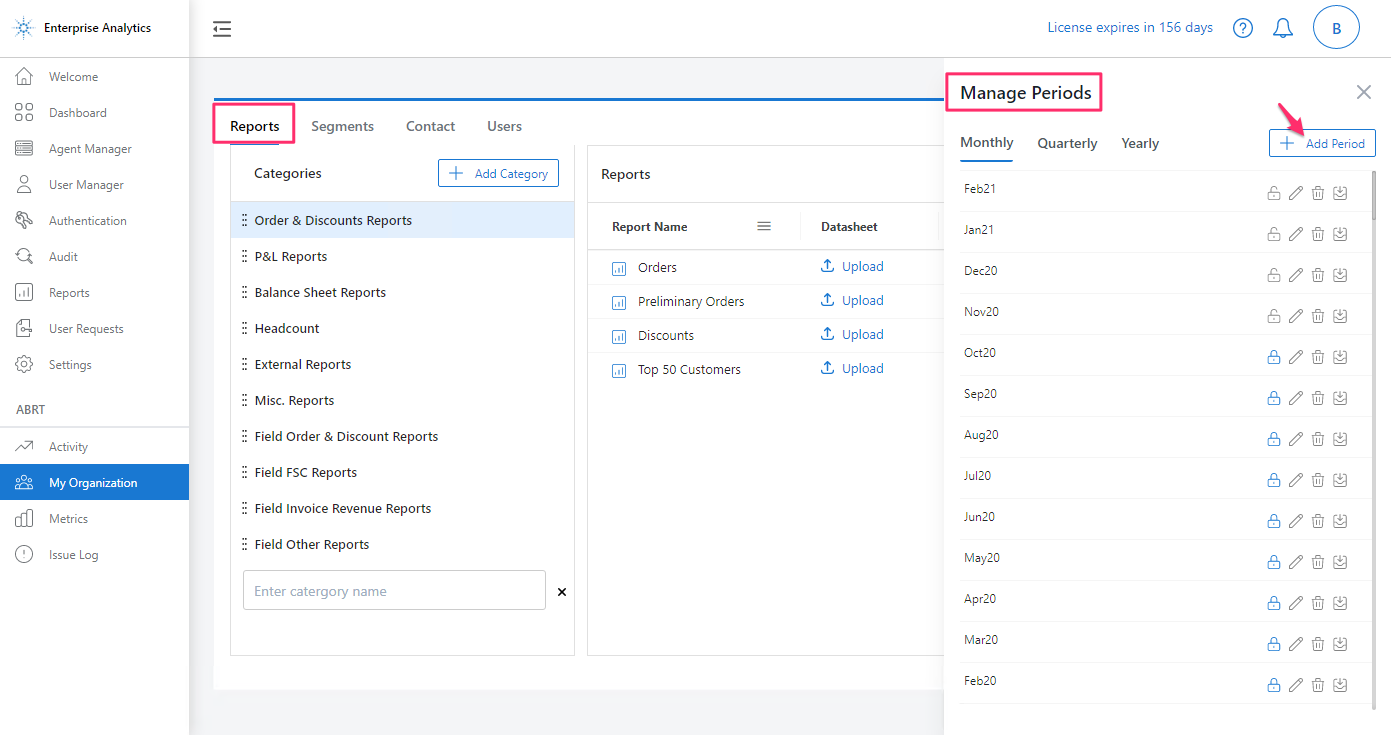 Enterprise Analytics
License expires in 156 days
B
Welcome
Dashboard
Agent Manager
User Manager
Authentication
Audit
Reports
User Requests
Settings
ABRT
Activity
My Organization
Metrics
Issue Log
Reports Segments Contact Users
Categories
Add Category
Order & Discounts Reports
P&L Reports
Balance Sheet Reports
Headcount
External Reports
Misc. Reports
Field Order & Discount Reports
Field FSC Reports
Field Invoice Revenue Reports
Field Other Reports
Enter catergory name
Reports
Report Name Datasheet
Orders Upload
Preliminary Orders Upload
Discounts Upload
Top 50 Customers Upload
Manage Periods
Monthly Quarterly Yearly
Add Period
Feb21
Jan21
Dec20
Nov20
Oct20
Sep20
Aug20
Jul20
Jun20
May20
Apr20
Mar20
Feb20